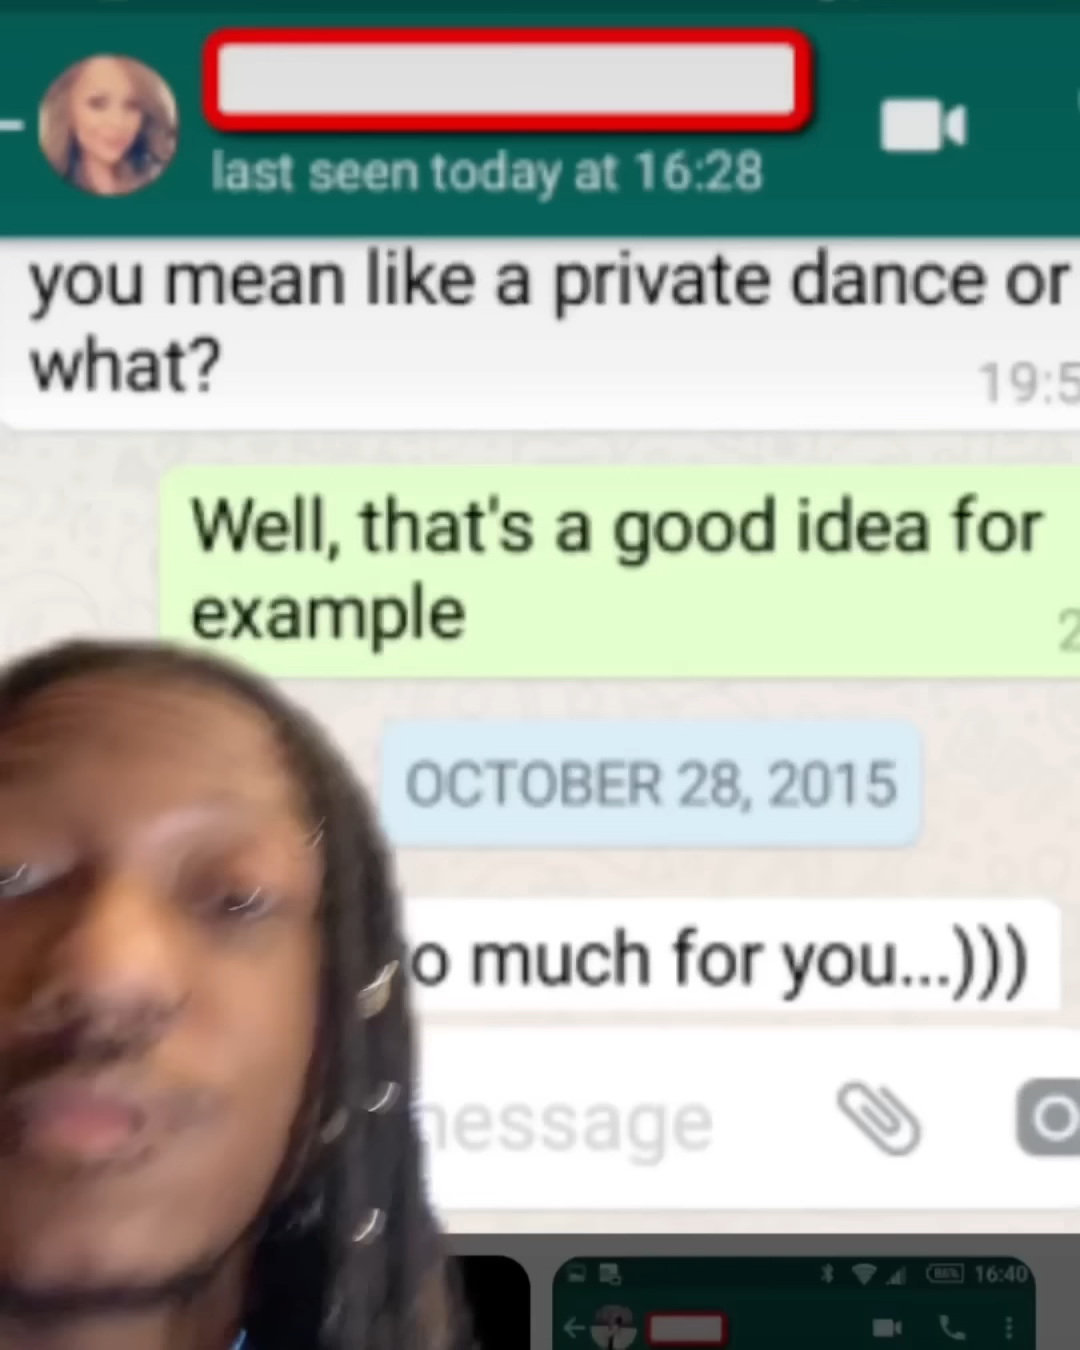 last seen today at 16:28
you mean like a private dance or
what?
19:5
Well, that's a good idea for
example
2
OCTOBER 28, 2015
o much for you...)))
essage
16:40